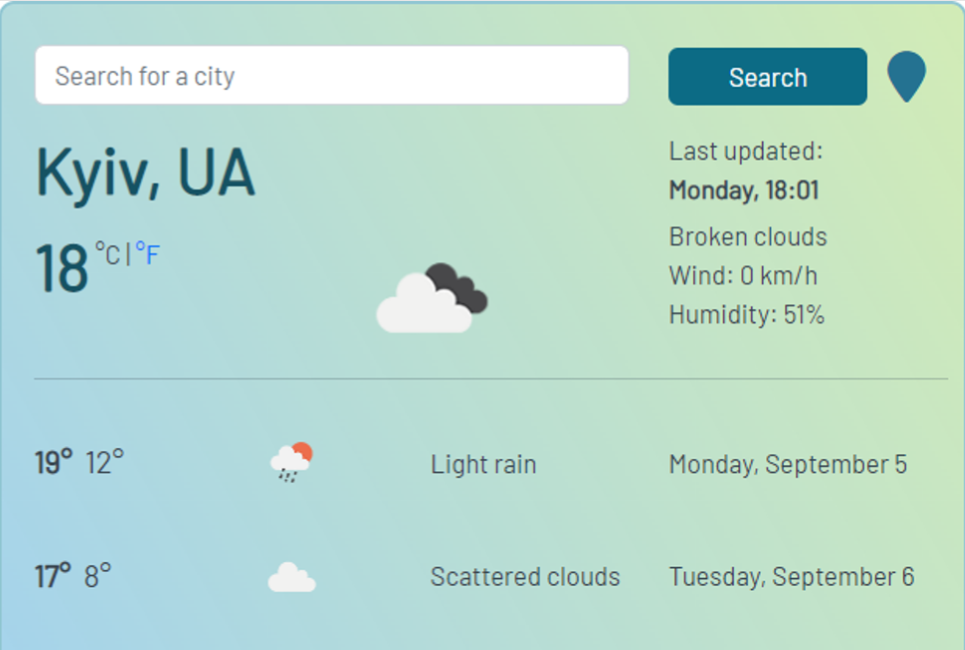 Search for a city
Search
Kyiv, UA
18 °C | °F
Last updated:
Monday, 18:01
Broken clouds
Wind: 0 km/h
Humidity: 51%
19° 12° Light rain Monday, September 5
17° 8° Scattered clouds Tuesday, September 6